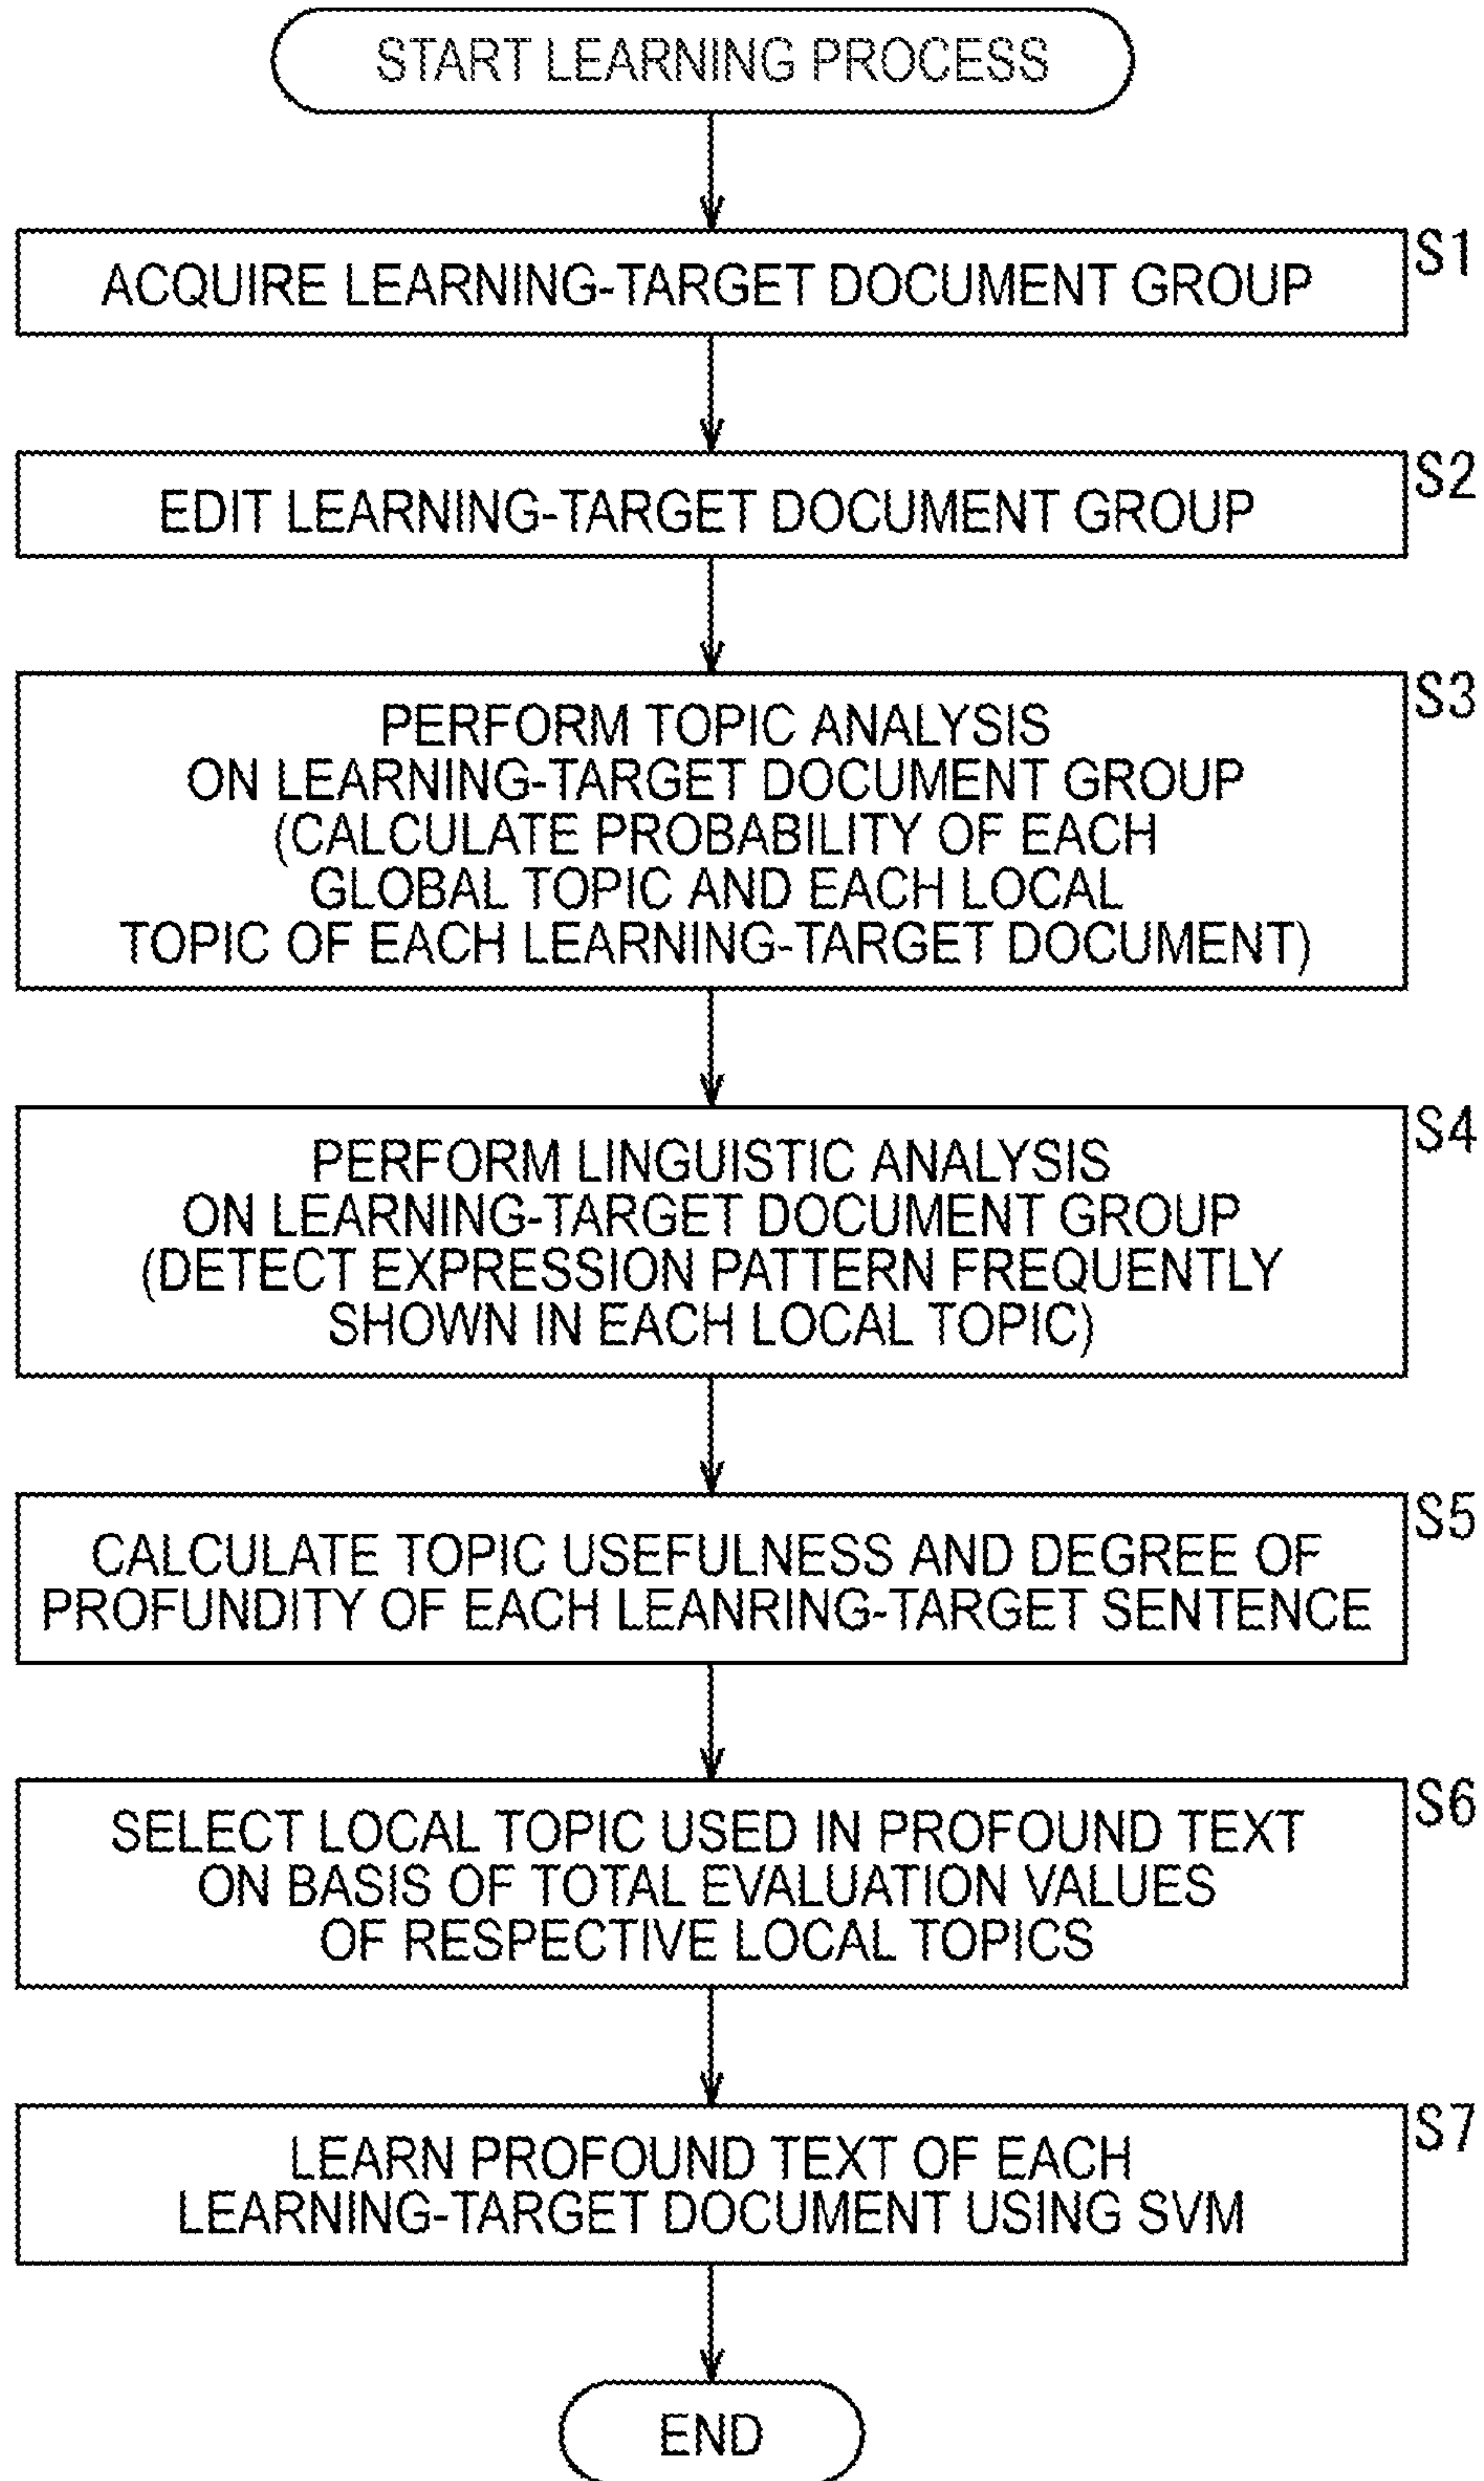 START LEARNING PROCESS
S1
ACQUIRE LEARNING-TARGET DOCUMENT GROUP
S2
EDIT LEARNING-TARGET DOCUMENT GROUP
S3
PERFORM TOPIC ANALYSIS
ON LEARNING-TARGET DOCUMENT GROUP
(CALCULATE PROBABILITY OF EACH
GLOBAL TOPIC AND EACH LOCAL
TOPIC OF EACH LEARNING-TARGET DOCUMENT)
S4
PERFORM LINGUISTIC ANALYSIS
ON LEARNING-TARGET DOCUMENT GROUP
(DETECT EXPRESSION PATTERN FREQUENTLY
SHOWN IN EACH LOCAL TOPIC)
S5
CALCULATE TOPIC USEFULNESS AND DEGREE OF
PROFUNDITY OF EACH LEANRING-TARGET SENTENCE
S6
SELECT LOCAL TOPIC USED IN PROFOUND TEXT
ON BASIS OF TOTAL EVALUATION VALUES
OF RESPECTIVE LOCAL TOPICS
S7
LEARN PROFOUND TEXT OF EACH
LEARNING-TARGET DOCUMENT USING SVM
END